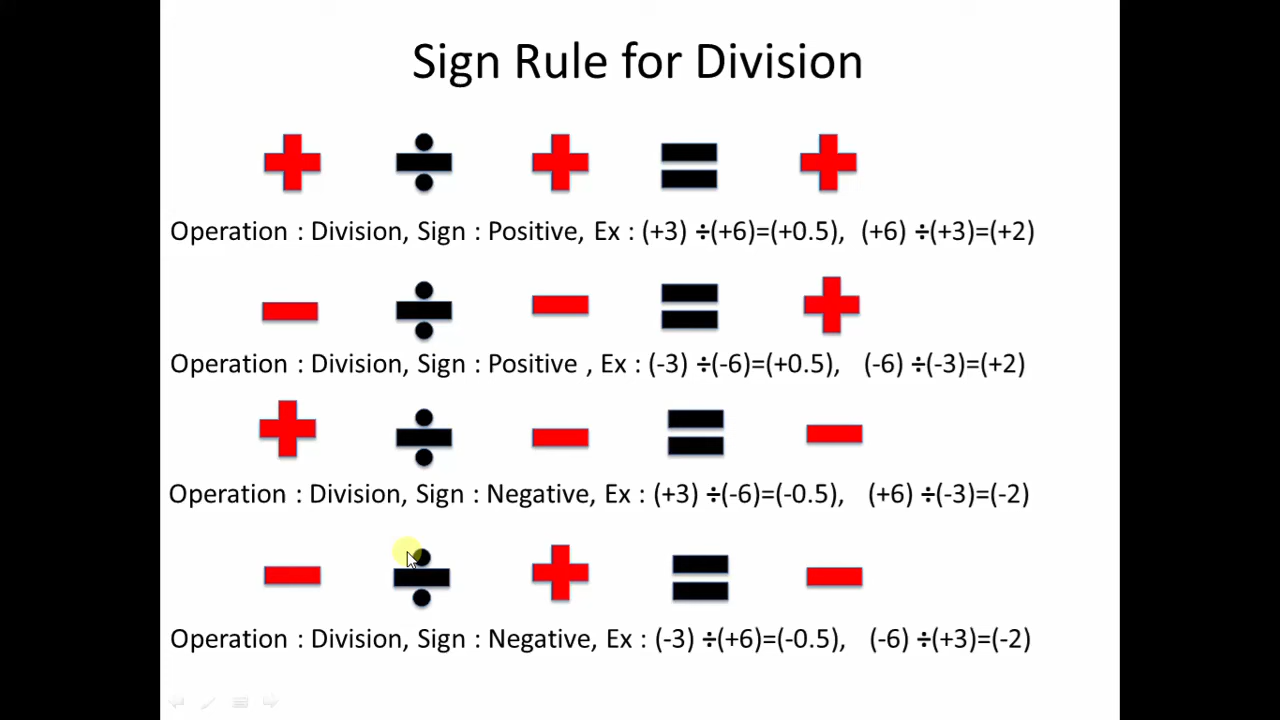 Sign Rule for Division
+ ÷ + = +
Operation : Division, Sign : Positive, Ex : (+3) ÷(+6)=(+0.5), (+6) ÷(+3)=(+2)
- ÷ - = +
Operation : Division, Sign : Positive , Ex : (-3) ÷(-6)=(+0.5), (-6) ÷(-3)=(+2)
+ ÷ - = -
Operation : Division, Sign : Negative, Ex : (+3) ÷(-6)=(-0.5), (+6) ÷(-3)=(-2)
- ÷ + = -
Operation : Division, Sign : Negative, Ex : (-3) ÷(+6)=(-0.5), (-6) ÷(+3)=(-2)